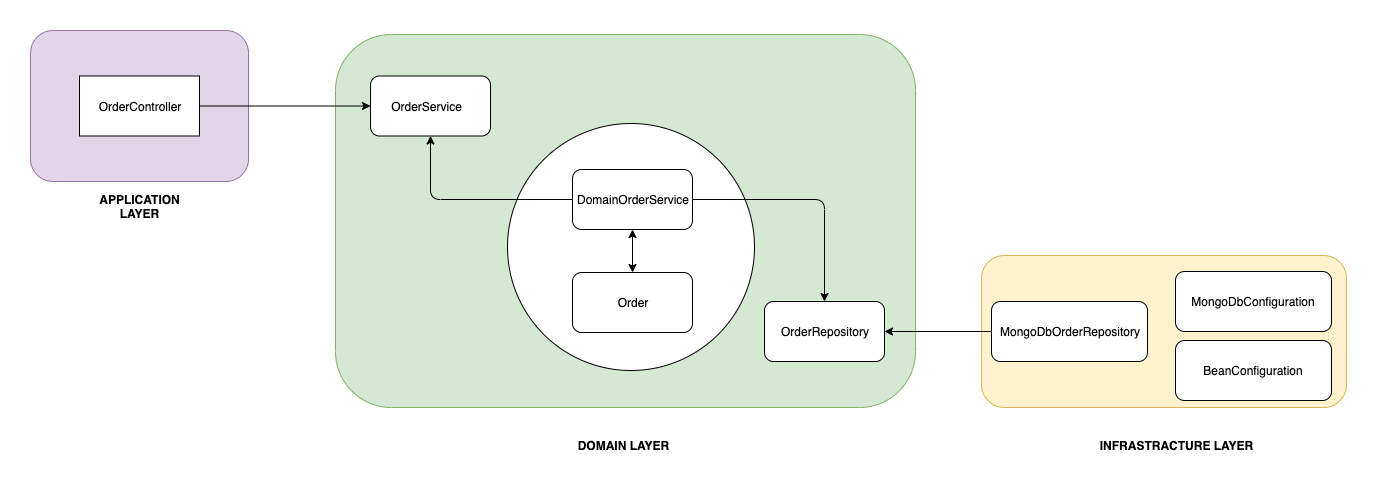 OrderController
APPLICATION
LAYER
OrderService
DomainOrderService
Order
OrderRepository
DOMAIN LAYER
MongoDbOrderRepository
MongoDbConfiguration
BeanConfiguration
INFRASTRACTURE LAYER